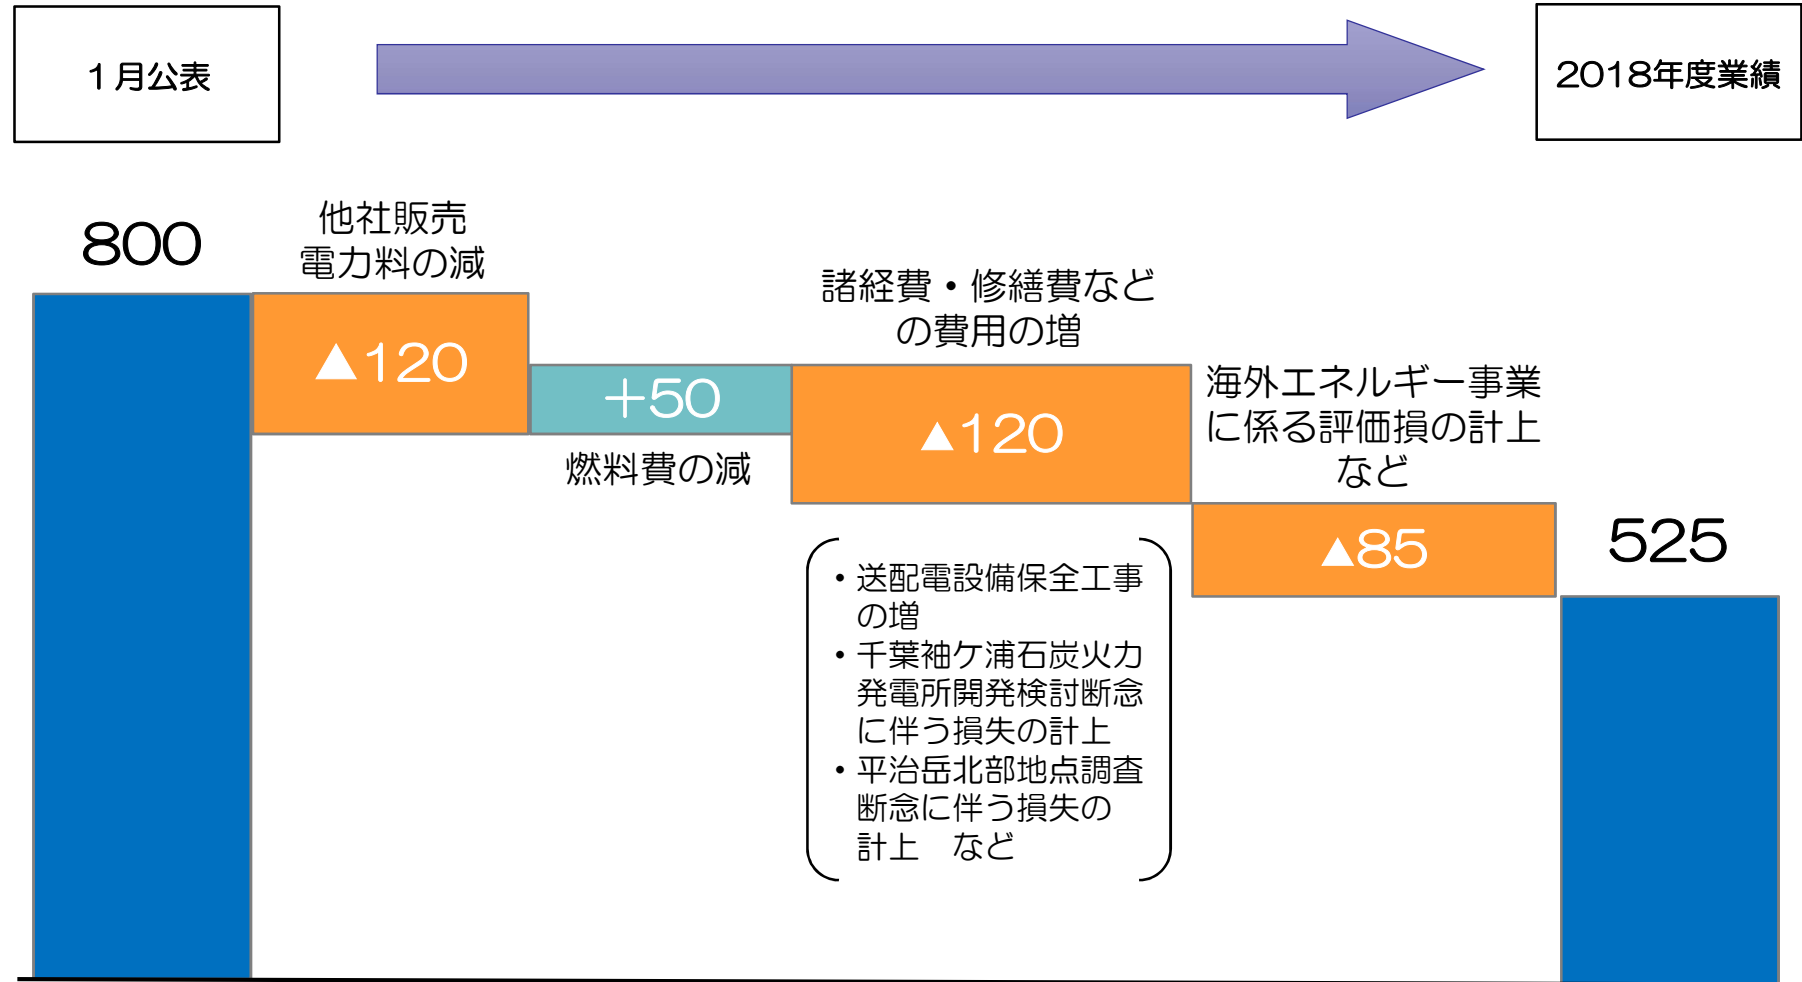 1月公表
2018年度業績
800
他社販売
電力料の減
▲120
+50
燃料費の減
諸経費・修繕費など
の費用の増
▲120
・送配電設備保全工事
の増
・千葉袖ケ浦石炭火力
発電所開発検討断念
に伴う損失の計上
・平治岳北部地点調査
断念に伴う損失の
計上　など
海外エネルギー事業
に係る評価損の計上
など
▲85
525